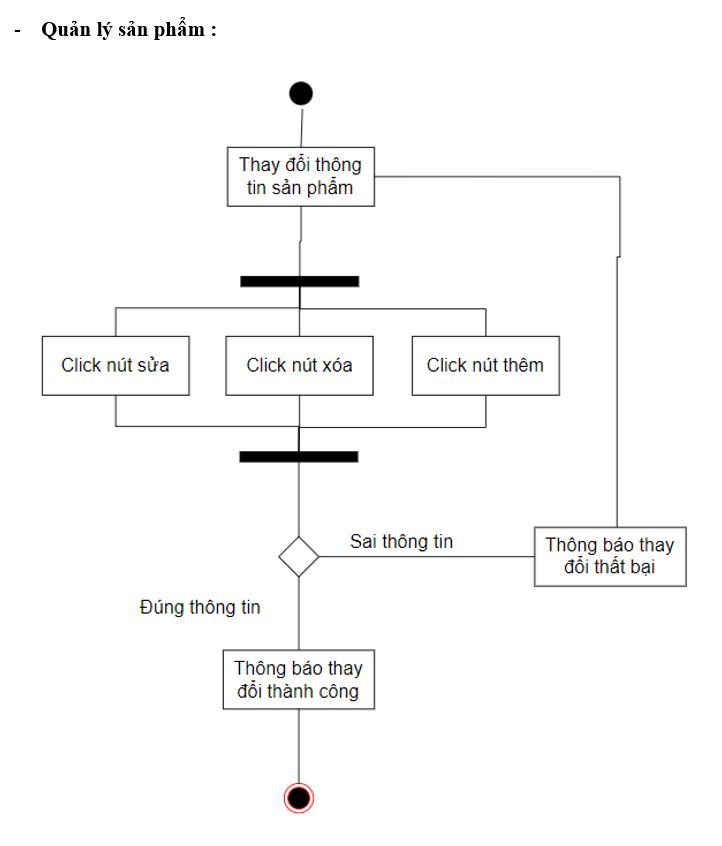 - Quản lý sản phẩm :
Thay đổi thông
tin sản phẩm
Click nút sửa
Click nút xóa
Click nút thêm
Sai thông tin
Thông báo thay
đổi thất bại
Đúng thông tin
Thông báo thay
đổi thành công